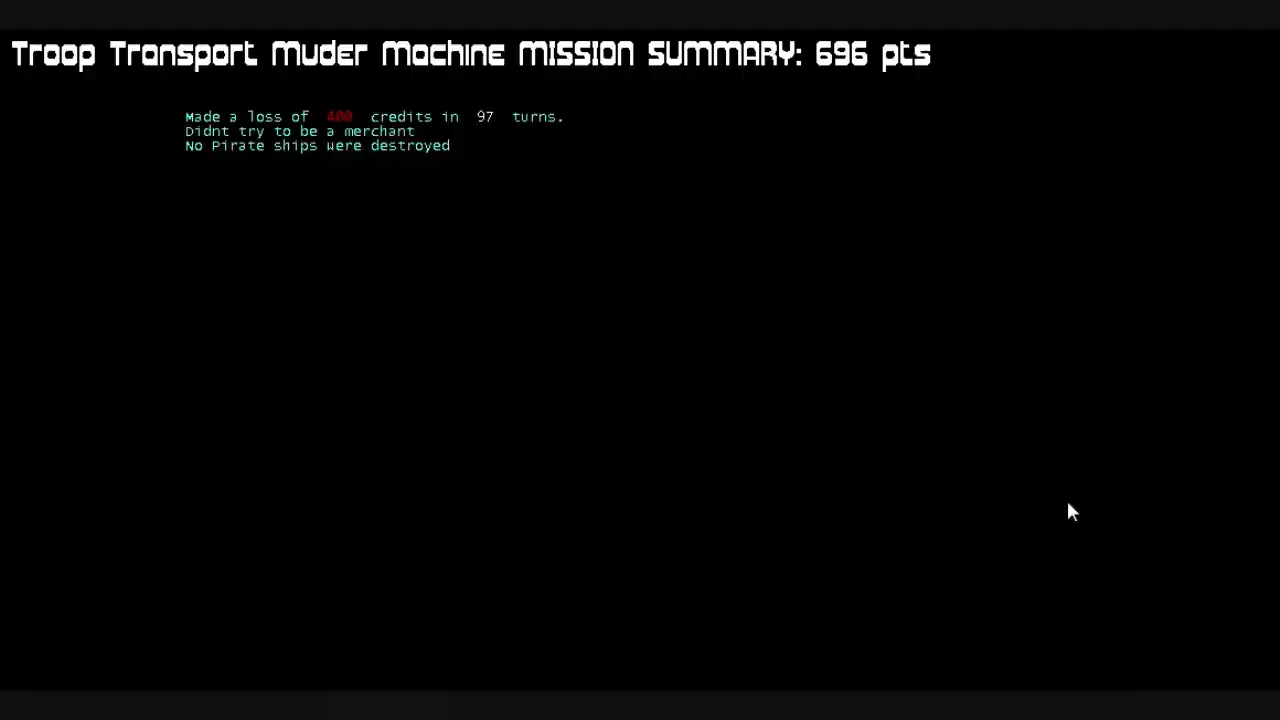 Troop Transport Muder Machine MISSION SUMMARY: 696 pts
Made a loss of 400 credits in 97 turns.
Didnt try to be a merchant
No Pirate ships were destroyed